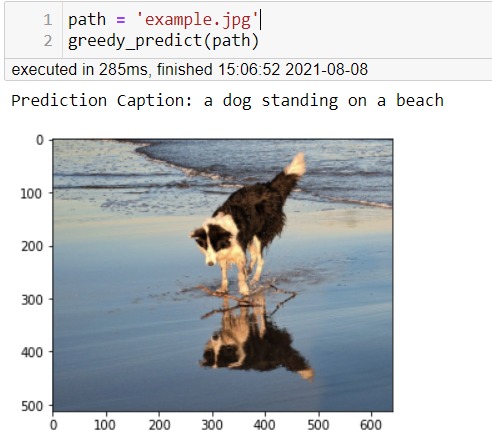 1 path = 'example.jpg'
2 greedy_predict(path)
executed in 285ms, finished 15:06:52 2021-08-08
Prediction Caption: a dog standing on a beach
0
100
200
300
400
500
0 100 200 300 400 500 600